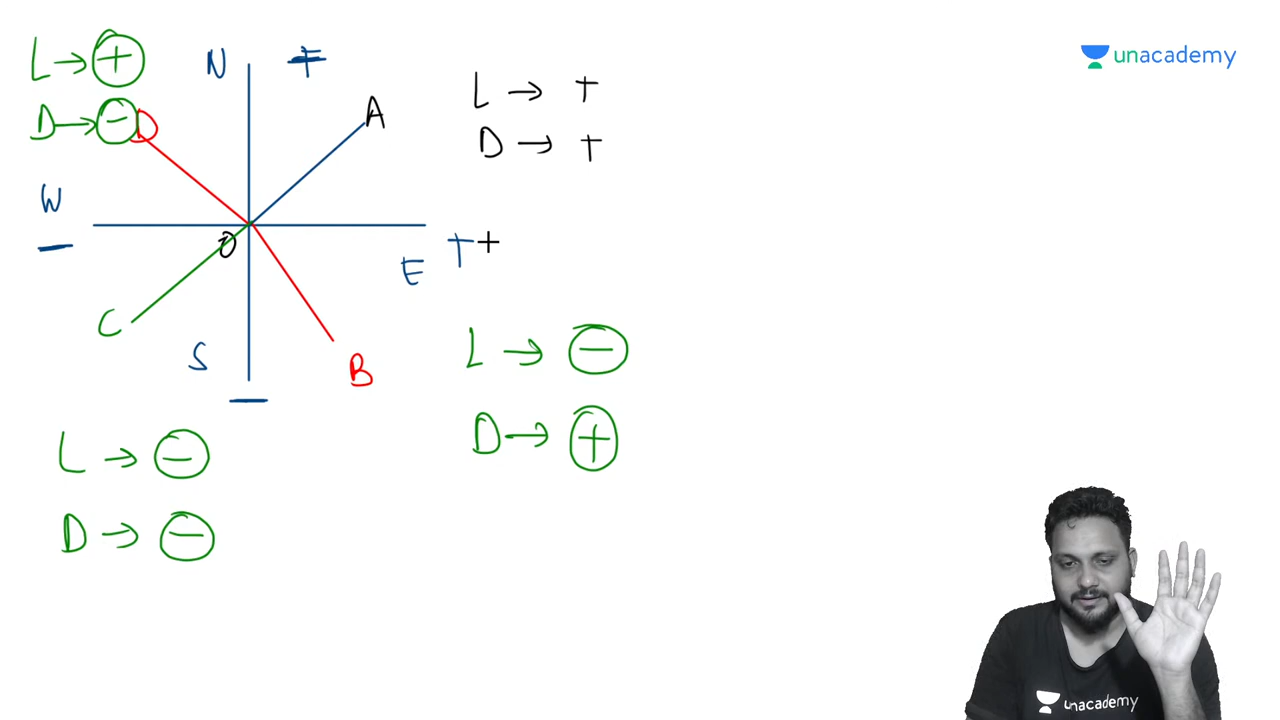 L → +
N +
unacademy
A
L → +
D → - D
D → +
W
-
O
+ +
E
C
S
B
-
L → -
D → +
L → -
D → -
unacademy